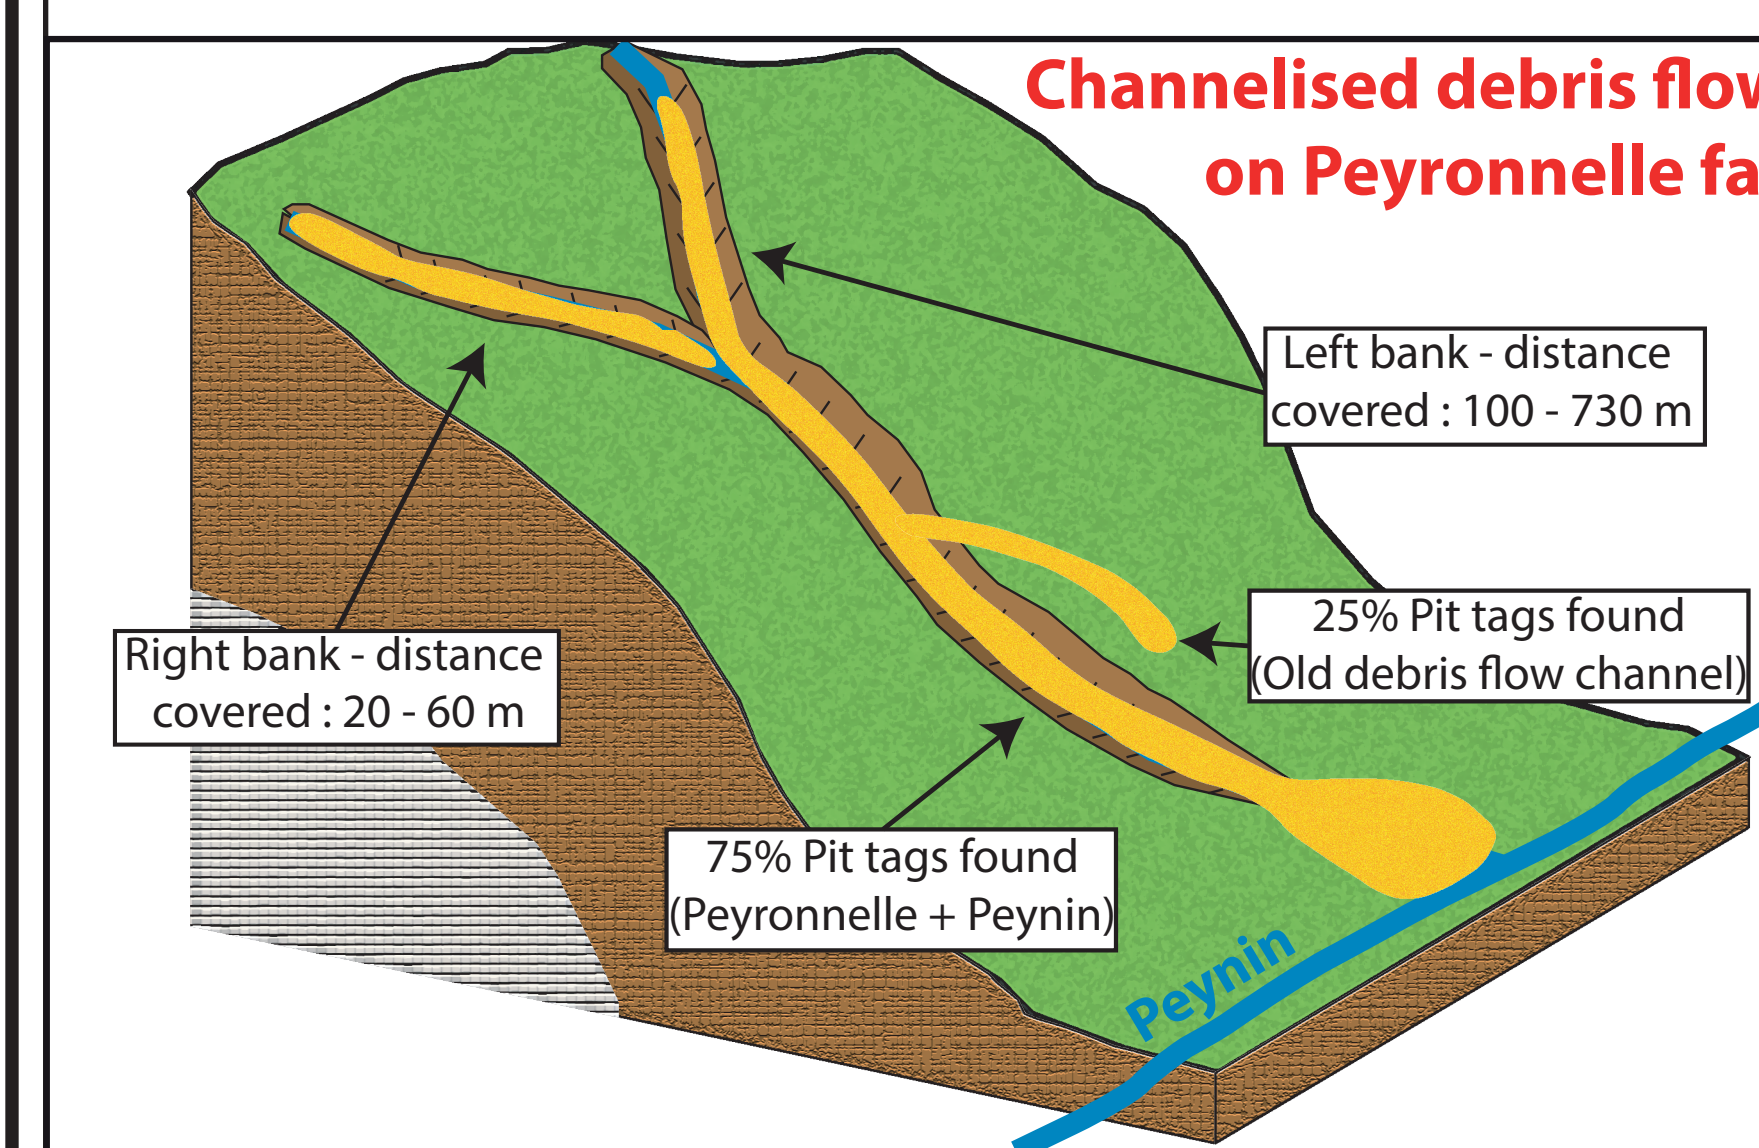 Channelised debris flow
on Peyronnelle fa
Left bank - distance
covered : 100 - 730 m
25% Pit tags found
(Old debris flow channel)
Right bank - distance
covered : 20 - 60 m
75% Pit tags found
(Peyronnelle + Peynin)
Peynin